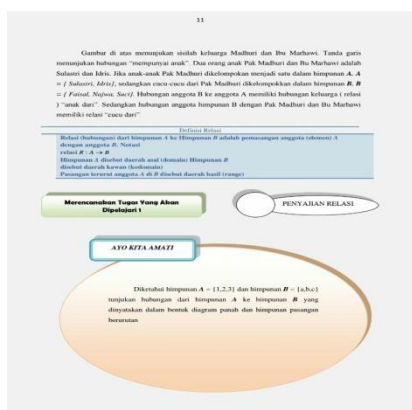 11
Gambar di atas menunjukan sisilah keluarga Madhuri dan Bu Marhawi. Tanda garis
menunjukan hubungan "mempunyai anak". Dua orang anak Pak Madhuri dan Bu Marhawi adalah
Sulastri dan Idris. Jika anak-anak Pak Madhuri dikelompokan menjadi satu dalam himpunan A. A
= { Sulastri, Idris}, sedangkan cucu-cucu dari Pak Madhuri dikelompokkan dalam himpunan B. B
= { Faisal, Najwa, Suci}. Hubungan anggota B ke anggota A memiliki hubungan keluarga ( relasi
) "anak dari". Sedangkan hubungan anggota himpunan B dengan Pak Madhuri dan Bu Marhawi
memiliki relasi "cucu dari".
Definisi Relasi
Relasi (hubungan) dari himpunan A ke Himpunan B adalah pemasangan anggota (elemen) A
dengan anggota B. Notasi
relasi R : A → B
Himpunan A disebut daerah asal (domain) Himpunan B
disebut daerah kawan (kodomain)
Pasangan terurut anggota A di B disebut daerah hasil (range)
Merencanakan Tugas Yang Akan
Dipelajari 1
PENYAJIAN RELASI
AYO KITA AMATI
Diketahui himpunan A = {1,2,3} dan himpunan B = {a,b,c}
tunjukan hubungan dari himpunan A ke himpunan B yang
dinyatakan dalam bentuk diagram panah dan himpunan pasangan
berurutan